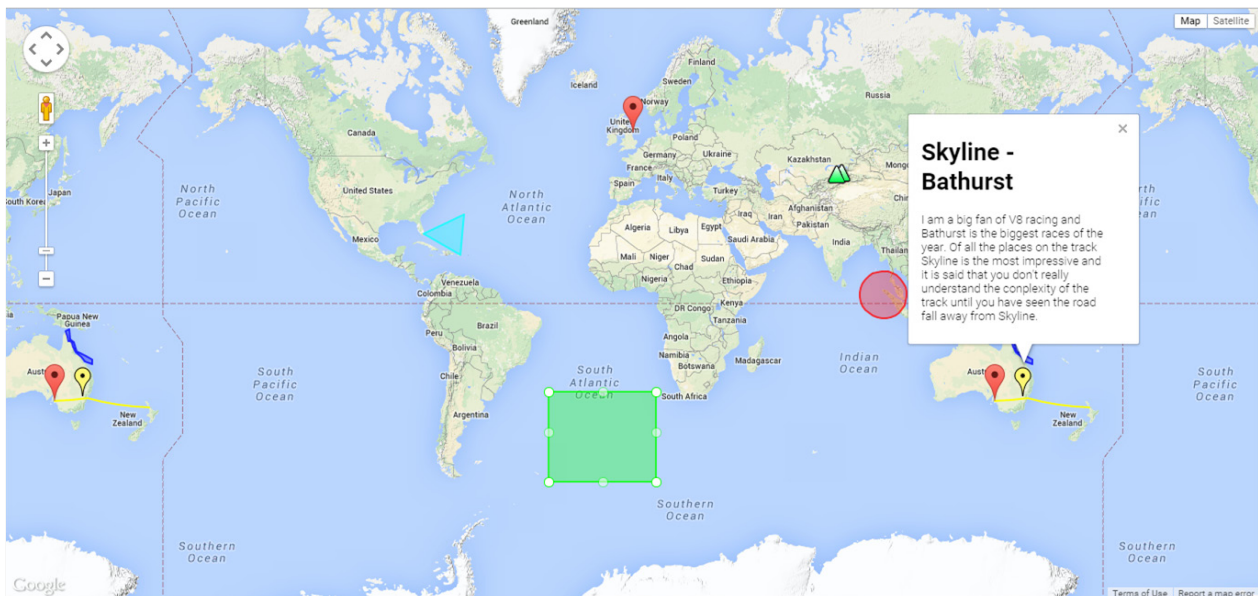 Greenland
Map Satellite
Finland
Iceland
Sweden
Norway
Russia
United
Kingdom
Canada
Poland
Germany
Ukraine
Kazakhstan
France
Italy
Spain
Turkey
Japan
South Korea
North
Pacific
Ocean
United States
North
Atlantic
Ocean
Afghanistan
Iraq
Iran
Pakistan
Algeria
Libya
Egypt
Saudi Arabia
India
Mexico
Mali
Niger
Chad
Sudan
Nigeria
Ethiopia
Venezuela
Colombia
DR Congo
Kenya
Tanzania
Papua New
Guinea
Peru
Brazil
Bolivia
Angola
Namibia
Botswana
Madagascar
Indian
Ocean
South
Pacific
Ocean
Chile
South
Atlantic
Ocean
South Africa
Argentina
New
Zealand
Southern
Ocean
Southern
Ocean
Google
Skyline -
Bathurst
I am a big fan of V8 racing and
Bathurst is the biggest races of the
year. Of all the places on the track
Skyline is the most impressive and
it is said that you don't really
understand the conplexity of the
track until you have seen the road
fall away from Skyline.
South
Pacific
Ocean
New
Zealand
Southern
Ocean
Terms of Use Report a map error